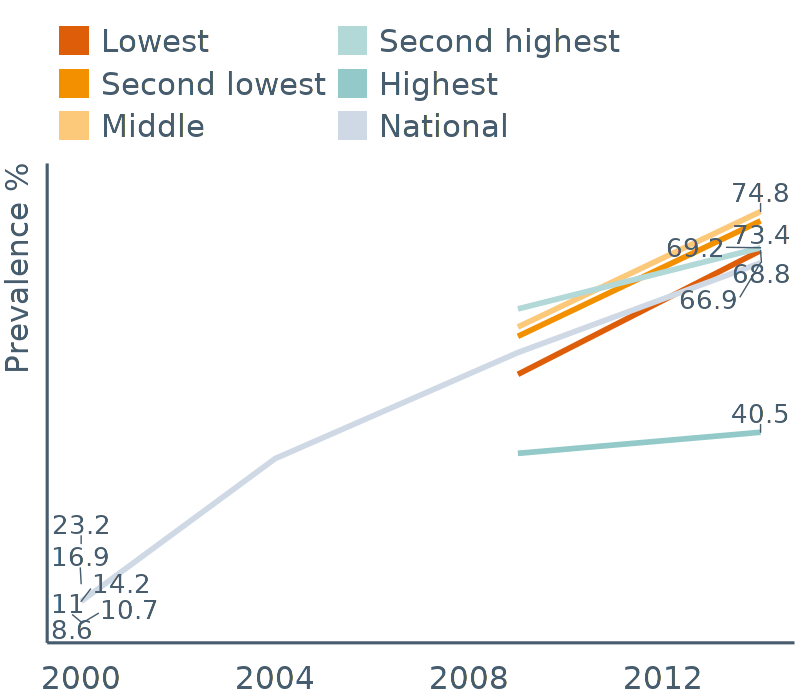 Lowest
Second highest
Second lowest
Highest
Middle
National
Prevalence %
74.8
73.4
69.2
68.8
66.9
40.5
23.2
16.9
14.2
11
10.7
8.6
2000 2004 2008 2012